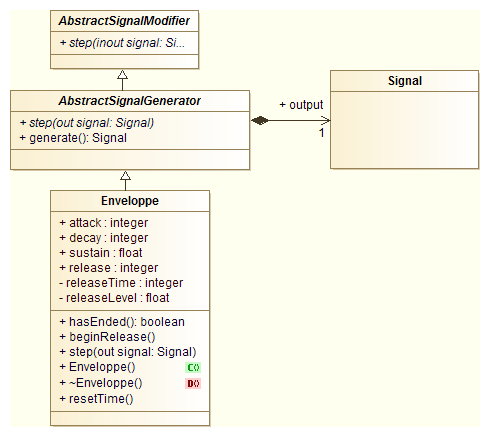 AbstractSignalModifier
+ step(inout signal: Si...
AbstractSignalGenerator
+ step(out signal: Signal)
+ generate(): Signal
+ output
1
Signal
Enveloppe
+ attack : integer
+ decay : integer
+ sustain : float
+ release : integer
- releaseTime : integer
- releaseLevel : float
+ hasEnded(): boolean
+ beginRelease()
+ step(out signal: Signal)
+ Enveloppe() C()
+ ~Enveloppe() D()
+ resetTime()